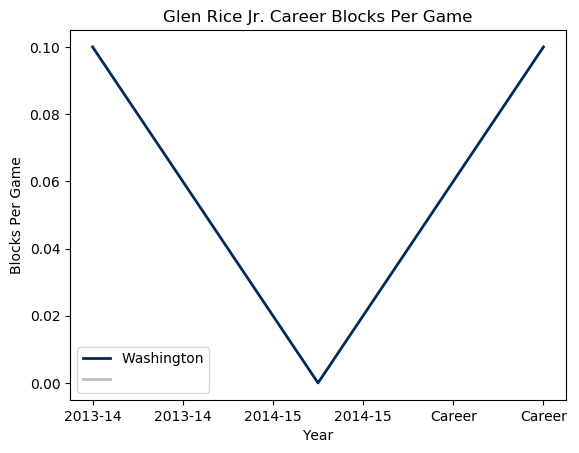 Glen Rice Jr. Career Blocks Per Game
0.10
0.08
0.06
0.04
0.02
0.00
Blocks Per Game
Washington
2013-14 2013-14 2014-15 2014-15 Career Career
Year